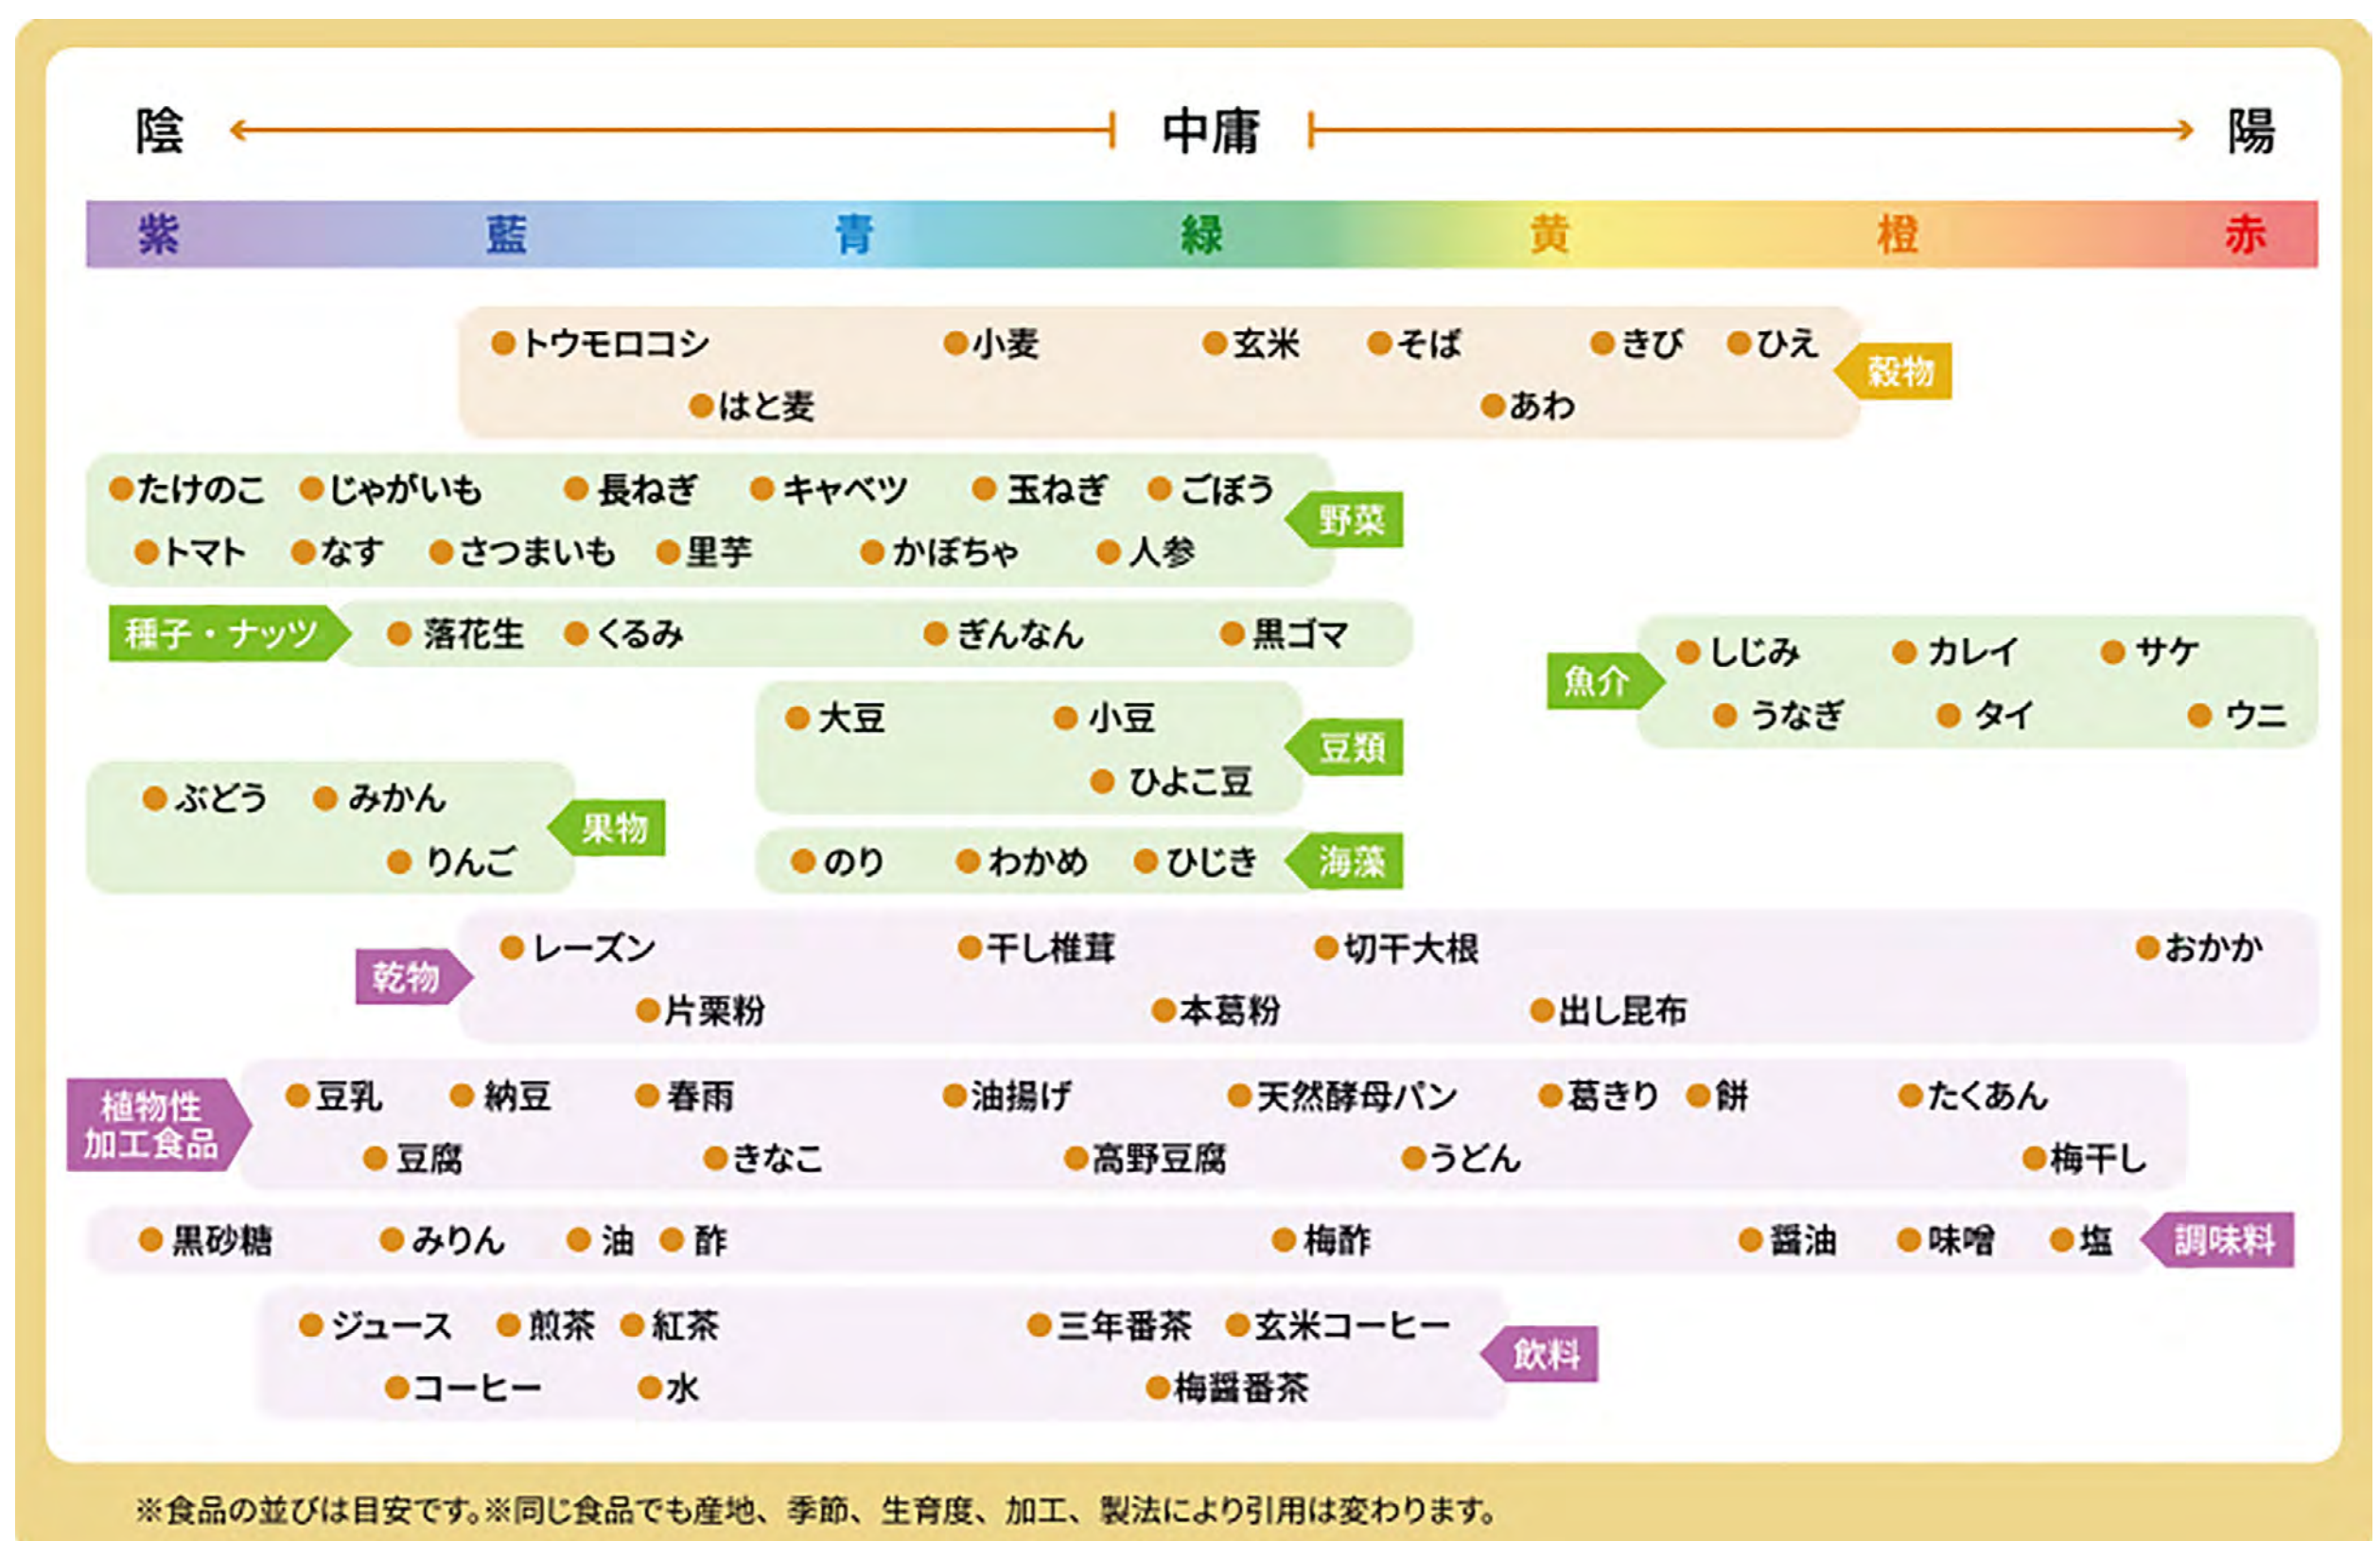 陰 中庸 陽
紫 藍 青 緑 黄 橙 赤
トウモロコシ 小麦 玄米 そば きび ひえ
はと麦 あわ
穀物
たけのこ じゃがいも 長ねぎ キャベツ 玉ねぎ ごぼう
トマト なす さつまいも 里芋 かぼちゃ 人参
野菜
種子・ナッツ 落花生 くるみ ぎんなん 黒ゴマ
魚介
しじみ カレイ サケ
うなぎ タイ ウニ
大豆 小豆
ひよこ豆
豆類
ぶどう みかん
りんご
果物
のり わかめ ひじき 海藻
乾物
レーズン 干し椎茸 切干大根 おかか
片栗粉 本葛粉 出し昆布
植物性
加工食品
豆乳 納豆 春雨 油揚げ 天然酵母パン 葛きり 餅 たくあん
豆腐 きなこ 高野豆腐 うどん 梅干し
黒砂糖 みりん 油 酢 梅酢 醤油 味噌 塩 調味料
ジュース 煎茶 紅茶 三年番茶 玄米コーヒー
コーヒー 水 梅醤番茶
飲料
※食品の並びは目安です。※同じ食品でも産地、季節、生育度、加工、製法により引用は変わります。